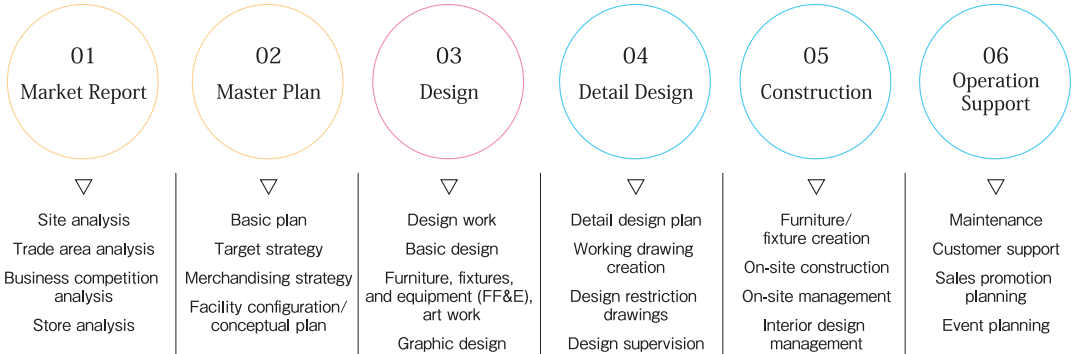 01
Market Report
Site analysis
Trade area analysis
Business competition
analysis
Store analysis
02
Master Plan
Basic plan
Target strategy
Merchandising strategy
Facility configuration/
conceptual plan
03
Design
Design work
Basic design
Furniture, fixtures,
and equipment (FF&E),
art work
Graphic design
04
Detail Design
Detail design plan
Working drawing
creation
Design restriction
drawings
Design supervision
05
Construction
Furniture/
fixture creation
On-site construction
On-site management
Interior design
management
06
Operation
Support
Maintenance
Customer support
Sales promotion
planning
Event planning